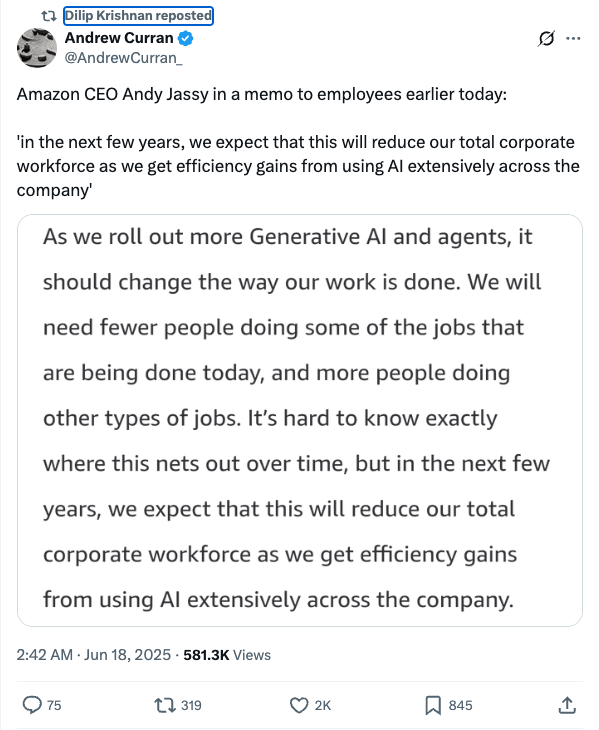 Dilip Krishnan reposted
Andrew Curran
@AndrewCurran_
Amazon CEO Andy Jassy in a memo to employees earlier today:
'in the next few years, we expect that this will reduce our total corporate
workforce as we get efficiency gains from using AI extensively across the
company'
As we roll out more Generative AI and agents, it
should change the way our work is done. We will
need fewer people doing some of the jobs that
are being done today, and more people doing
other types of jobs. It’s hard to know exactly
where this nets out over time, but in the next few
years, we expect that this will reduce our total
corporate workforce as we get efficiency gains
from using AI extensively across the company.
2:42 AM · Jun 18, 2025 · 581.3K Views
75 319 2K 845